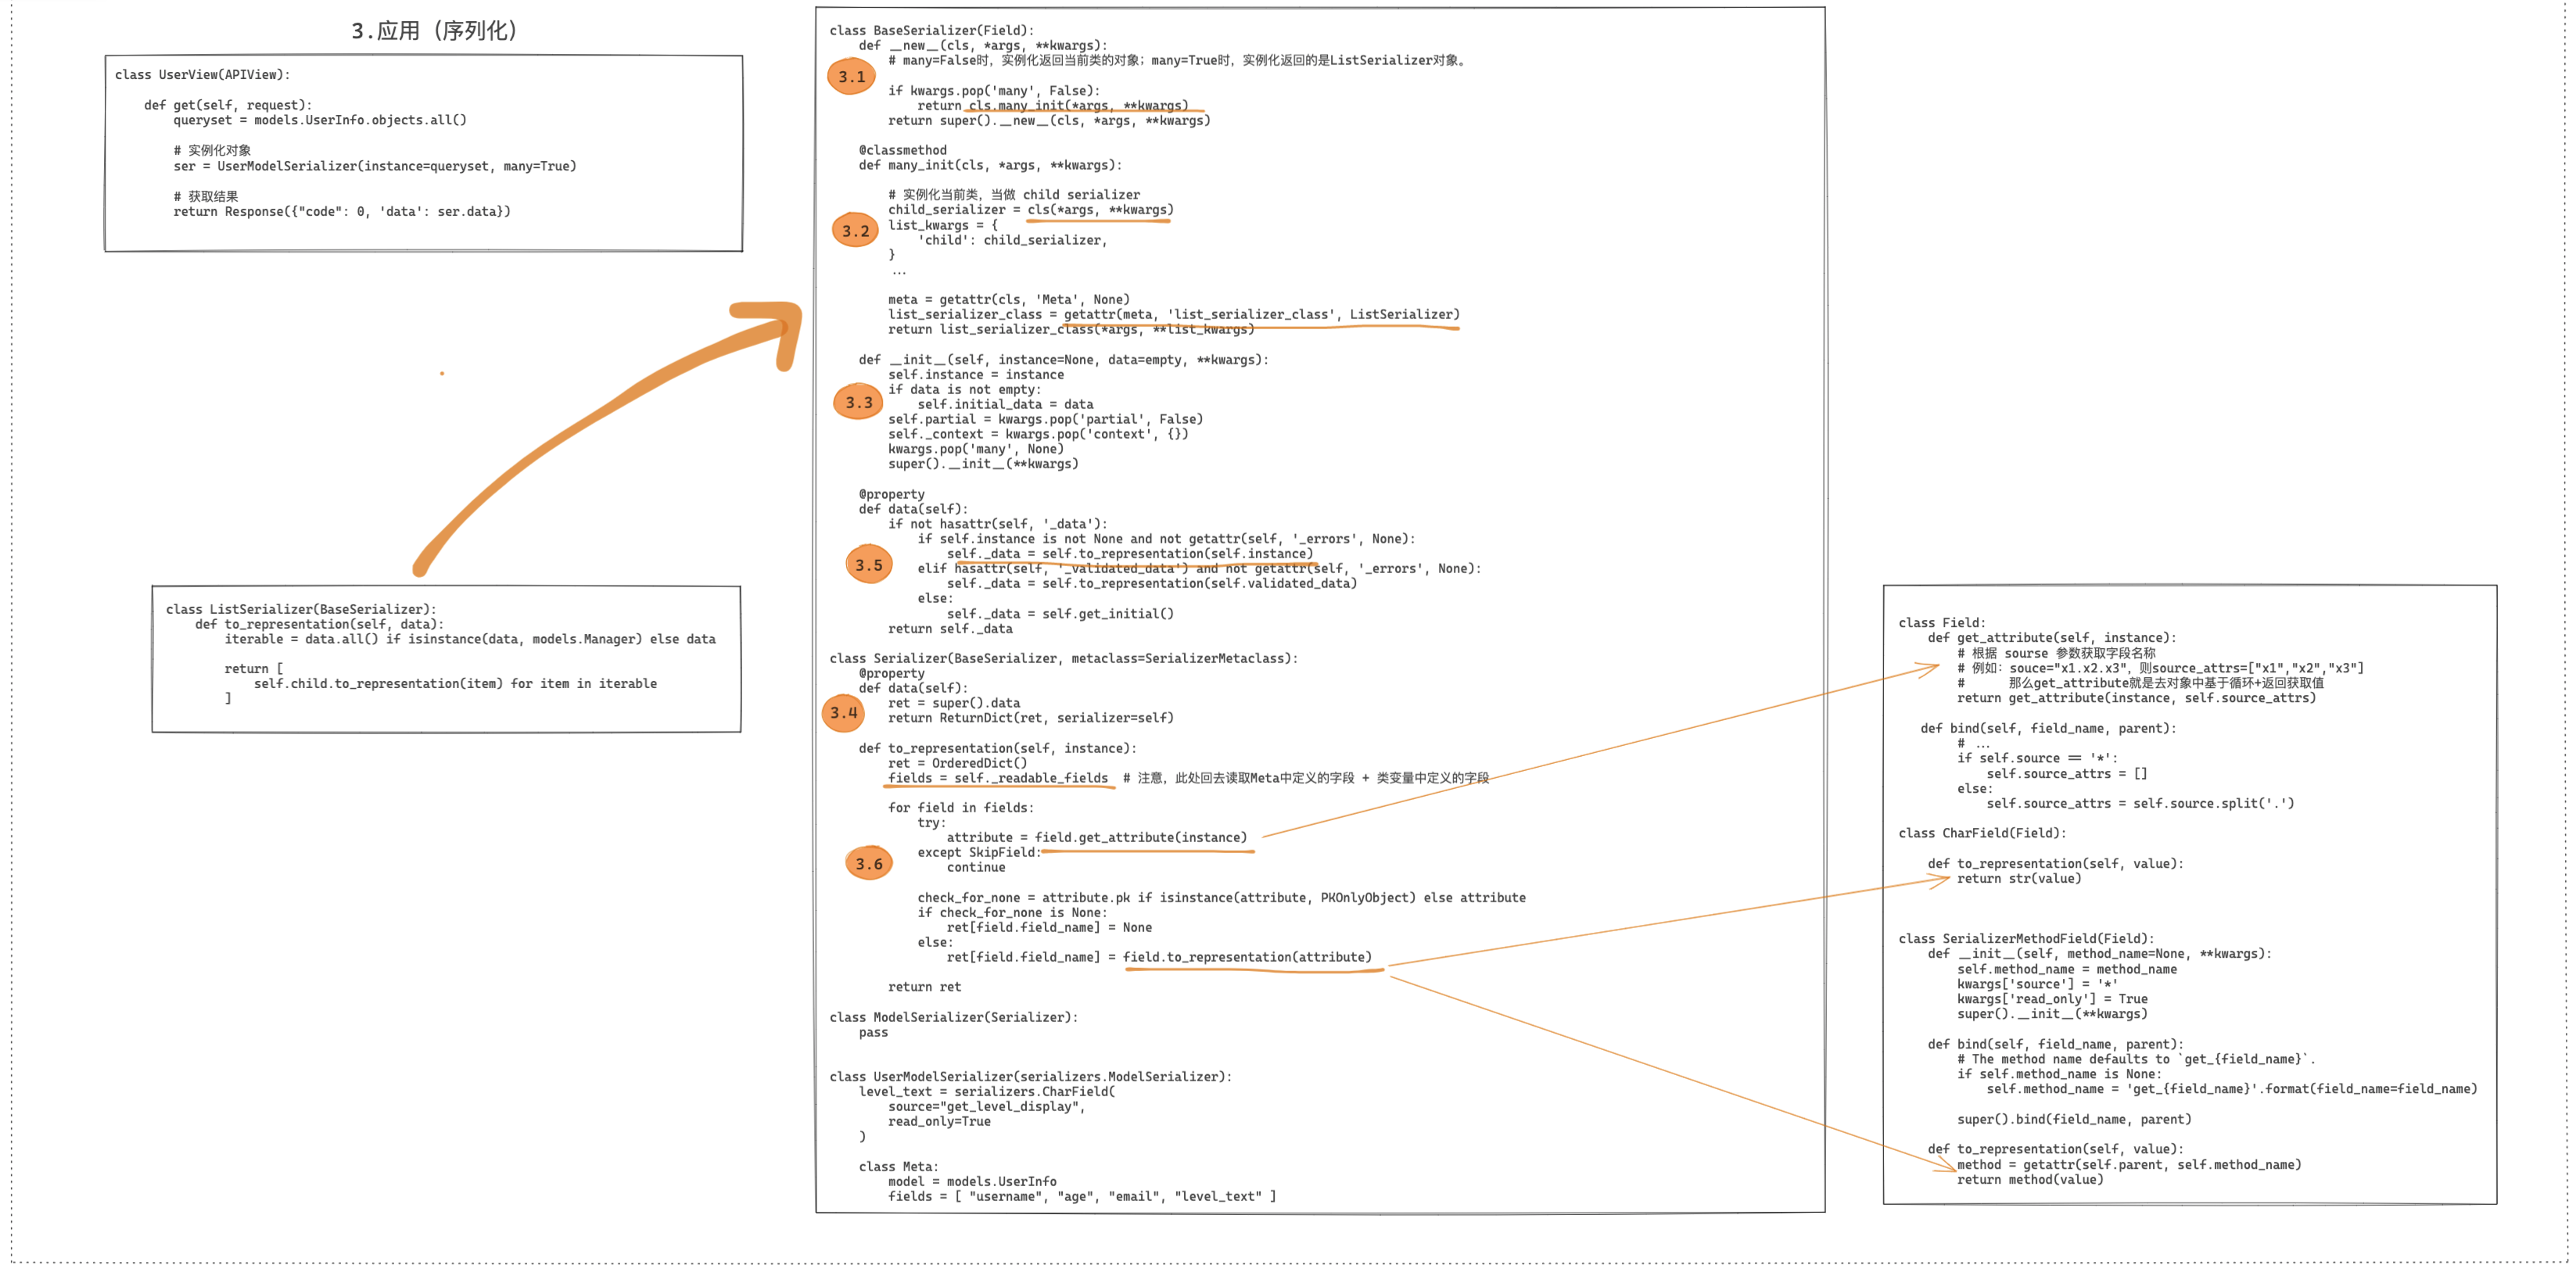 3.应用（序列化）
class UserView(APIView):
    def get(self, request):
        queryset = models.UserInfo.objects.all()
        # 实例化对象
        ser = UserModelSerializer(instance=queryset, many=True)
        # 获取结果
        return Response({"code": 0, 'data': ser.data})
class ListSerializer(BaseSerializer):
    def to_representation(self, data):
        iterable = data.all() if isinstance(data, models.Manager) else data
        return [
            self.child.to_representation(item) for item in iterable
        ]
class BaseSerializer(Field):
    def __new__(cls, *args, **kwargs):
        # many=False时，实例化返回当前类的对象；many=True时，实例化返回的是ListSerializer对象。
3.1
        if kwargs.pop('many', False):
            return cls.many_init(*args, **kwargs)
        return super().__new__(cls, *args, **kwargs)
    @classmethod
    def many_init(cls, *args, **kwargs):
        # 实例化当前类，当做 child serializer
        child_serializer = cls(*args, **kwargs)
3.2
        list_kwargs = {
            'child': child_serializer,
        }
        ...
        meta = getattr(cls, 'Meta', None)
        list_serializer_class = getattr(meta, 'list_serializer_class', ListSerializer)
        return list_serializer_class(*args, **list_kwargs)
    def __init__(self, instance=None, data=empty, **kwargs):
        self.instance = instance
        if data is not empty:
3.3
            self.initial_data = data
        self.partial = kwargs.pop('partial', False)
        self._context = kwargs.pop('context', {})
        kwargs.pop('many', None)
        super().__init__(**kwargs)
    @property
    def data(self):
        if not hasattr(self, '_data'):
            if self.instance is not None and not getattr(self, '_errors', None):
                self._data = self.to_representation(self.instance)
3.5
            elif hasattr(self, '_validated_data') and not getattr(self, '_errors', None):
                self._data = self.to_representation(self.validated_data)
            else:
                self._data = self.get_initial()
        return self._data
class Serializer(BaseSerializer, metaclass=SerializerMetaclass):
    @property
    def data(self):
        ret = super().data
3.4
        return ReturnDict(ret, serializer=self)
    def to_representation(self, instance):
        ret = OrderedDict()
        fields = self._readable_fields  # 注意，此处回去读取Meta中定义的字段 + 类变量中定义的字段
        for field in fields:
            try:
                attribute = field.get_attribute(instance)
            except SkipField:
3.6
                continue
            check_for_none = attribute.pk if isinstance(attribute, PKOnlyObject) else attribute
            if check_for_none is None:
                ret[field.field_name] = None
            else:
                ret[field.field_name] = field.to_representation(attribute)
        return ret
class ModelSerializer(Serializer):
    pass
class UserModelSerializer(serializers.ModelSerializer):
    level_text = serializers.CharField(
        source="get_level_display",
        read_only=True
    )
    class Meta:
        model = models.UserInfo
        fields = [ "username", "age", "email", "level_text" ]
class Field:
    def get_attribute(self, instance):
        # 根据 sourse 参数获取字段名称
        # 例如：souce="x1.x2.x3"，则source_attrs=["x1","x2","x3"]
        #      那么get_attribute就是去对象中基于循环+返回获取值
        return get_attribute(instance, self.source_attrs)
   def bind(self, field_name, parent):
        # ...
        if self.source == '*':
            self.source_attrs = []
        else:
            self.source_attrs = self.source.split('.')
class CharField(Field):
    def to_representation(self, value):
        return str(value)
class SerializerMethodField(Field):
    def __init__(self, method_name=None, **kwargs):
        self.method_name = method_name
        kwargs['source'] = '*'
        kwargs['read_only'] = True
        super().__init__(**kwargs)
    def bind(self, field_name, parent):
        # The method name defaults to `get_{field_name}`.
        if self.method_name is None:
            self.method_name = 'get_{field_name}'.format(field_name=field_name)
        super().bind(field_name, parent)
    def to_representation(self, value):
        method = getattr(self.parent, self.method_name)
        return method(value)